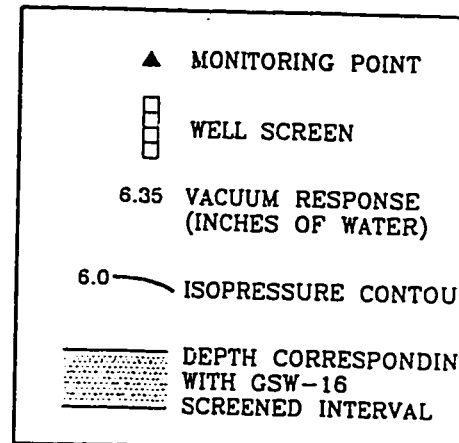 MONITORING POINT
WELL SCREEN
6.35 VACUUM RESPONSE
(INCHES OF WATER)
6.0 ISOPRESSURE CONTOU
DEPTH CORRESPONDIN
WITH GSW-16
SCREENED INTERVAL